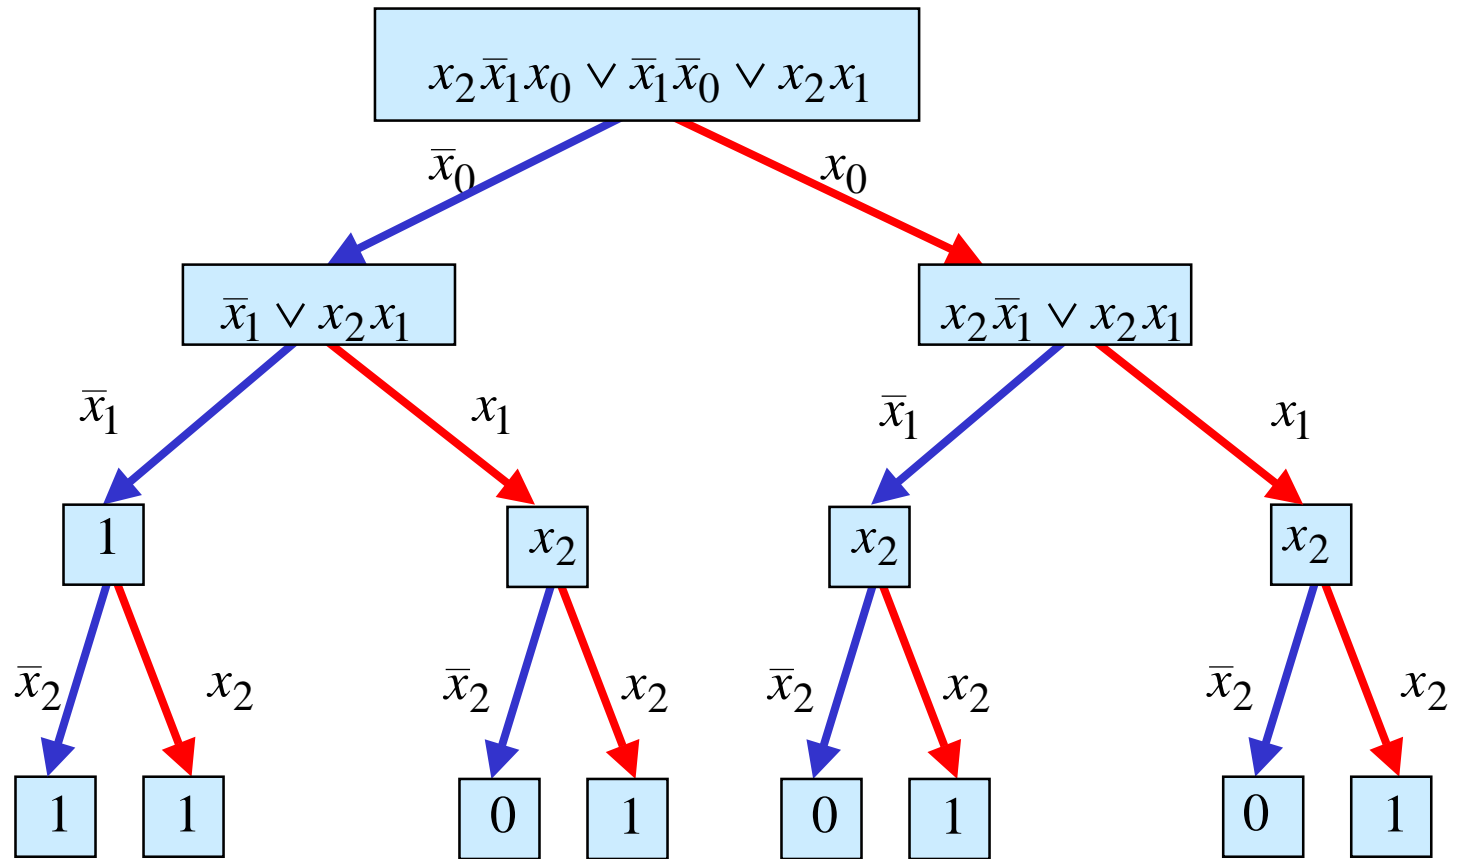 x₂x̅₁x₀ ∨ x̅₁x̅₀ ∨ x₂x₁
x̅₀ x₀
x̅₁ ∨ x₂x₁ x₂x̅₁ ∨ x₂x₁
x̅₁ x₁ x̅₁ x₁
1 x₂ x₂ x₂
x̅₂ x₂ x̅₂ x₂ x̅₂ x₂ x̅₂ x₂
1 1 0 1 0 1 0 1